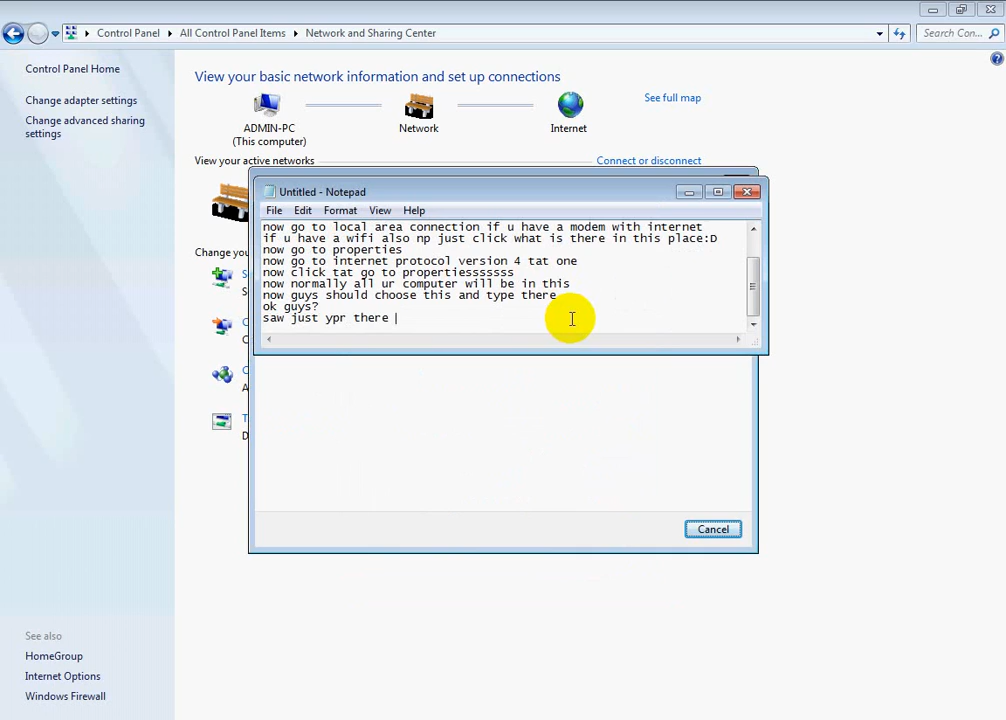 Control Panel
All Control Panel Items
Network and Sharing Center
Search Con...
Control Panel Home
Change adapter settings
Change advanced sharing
settings
See also
HomeGroup
Internet Options
Windows Firewall
View your basic network information and set up connections
See full map
ADMIN-PC
(This computer)
Network
Internet
View your active networks
Connect or disconnect
Change your
S
C
C
A
T
D
Untitled - Notepad
File Edit Format View Help
now go to local area connection if u have a modem with internet
if u have a wifi also np just click what is there in this place:D
now go to properties
now go to internet protocol version 4 tat one
now click tat go to propertiesssssss
now normally all ur computer will be in this
now guys should choose this and type there
ok guys?
saw just ypr there
Cancel